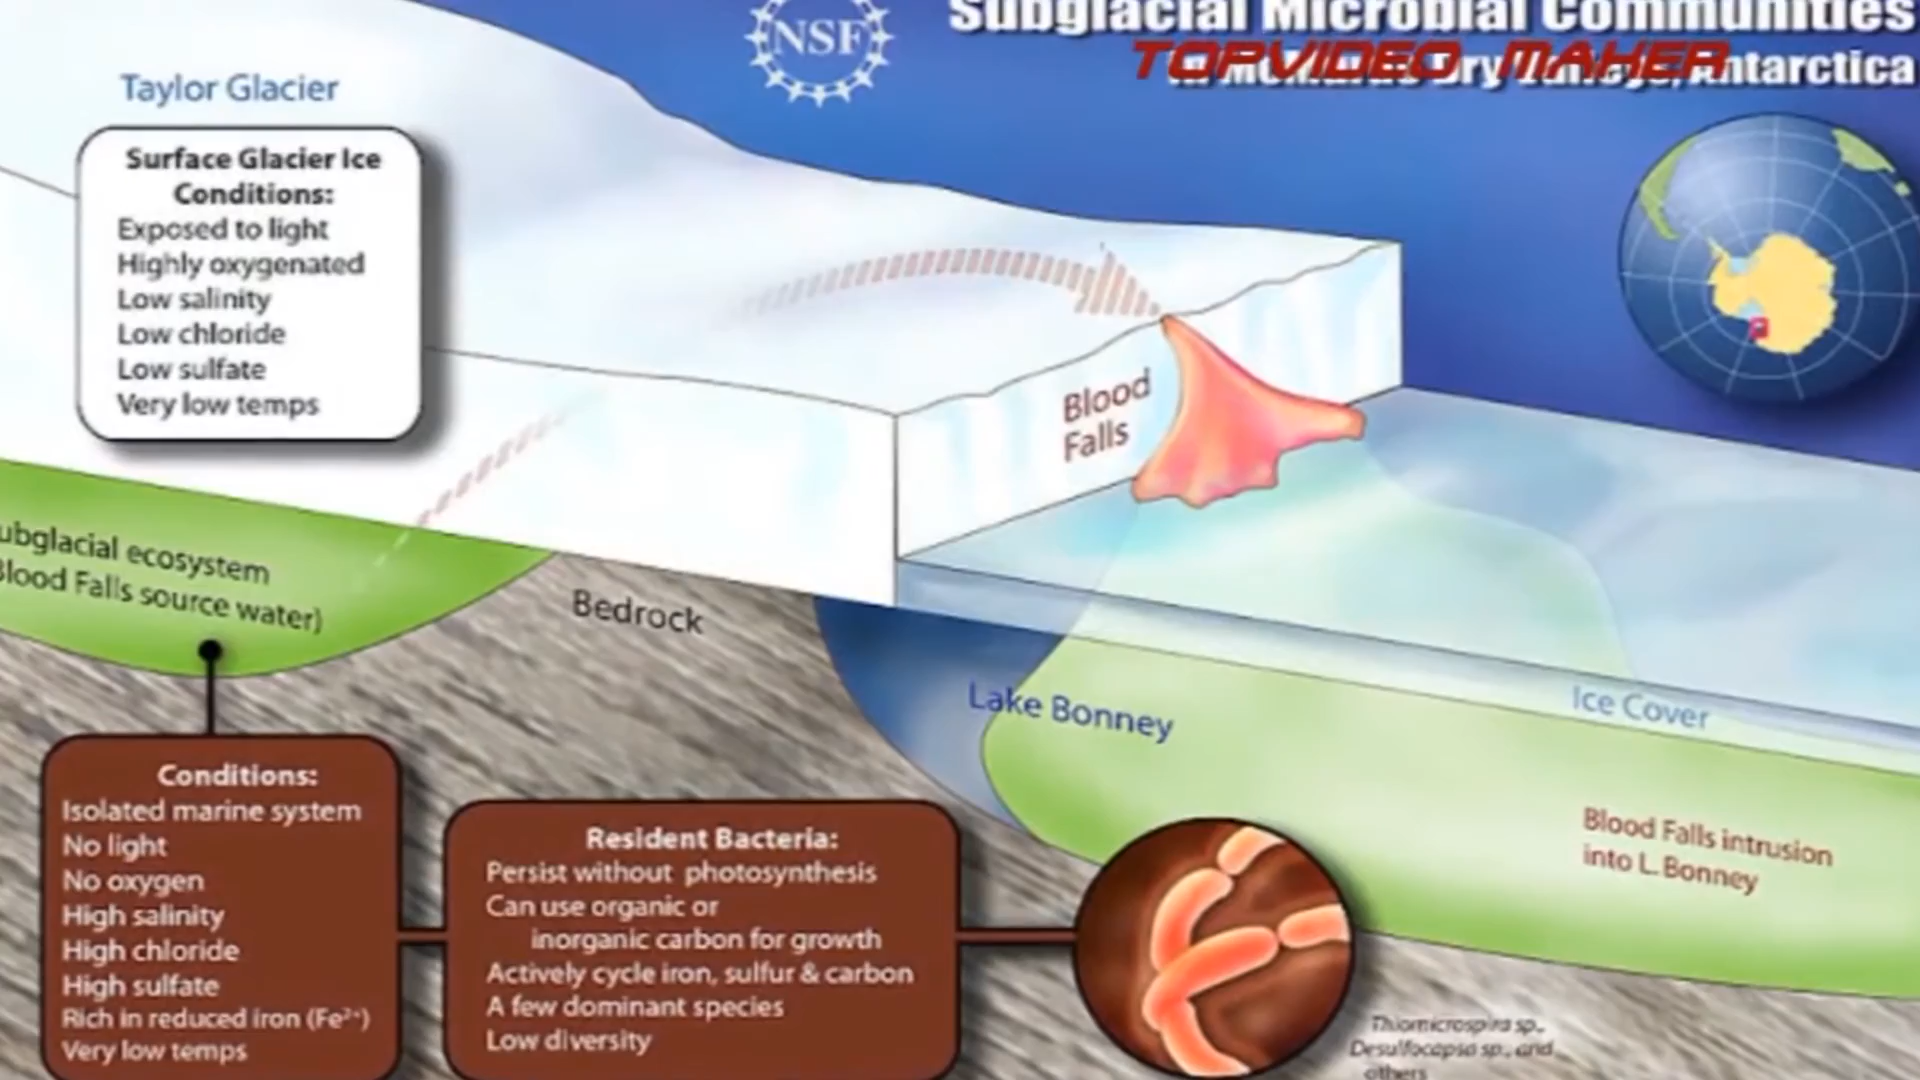 NSF
Subglacial Microbial Communities
TOPVIDEO MAKER
Dry Antarctica
Taylor Glacier
Surface Glacier Ice
Conditions:
Exposed to light
Highly oxygenated
Low salinity
Low chloride
Low sulfate
Very low temps
Blood
Falls
ubglacial ecosystem
Blood Falls source water)
Bedrock
Lake Bonney
Ice Cover
Blood Falls intrusion
into L. Bonney
Conditions:
Isolated marine system
No light
No oxygen
High salinity
High chloride
High sulfate
Rich in reduced iron (Fe²⁺)
Very low temps
Resident Bacteria:
Persist without photosynthesis
Can use organic or
inorganic carbon for growth
Actively cycle iron, sulfur & carbon
A few dominant species
Low diversity
Thiomicrospira sp.,
Desulfocapsa sp., and
others